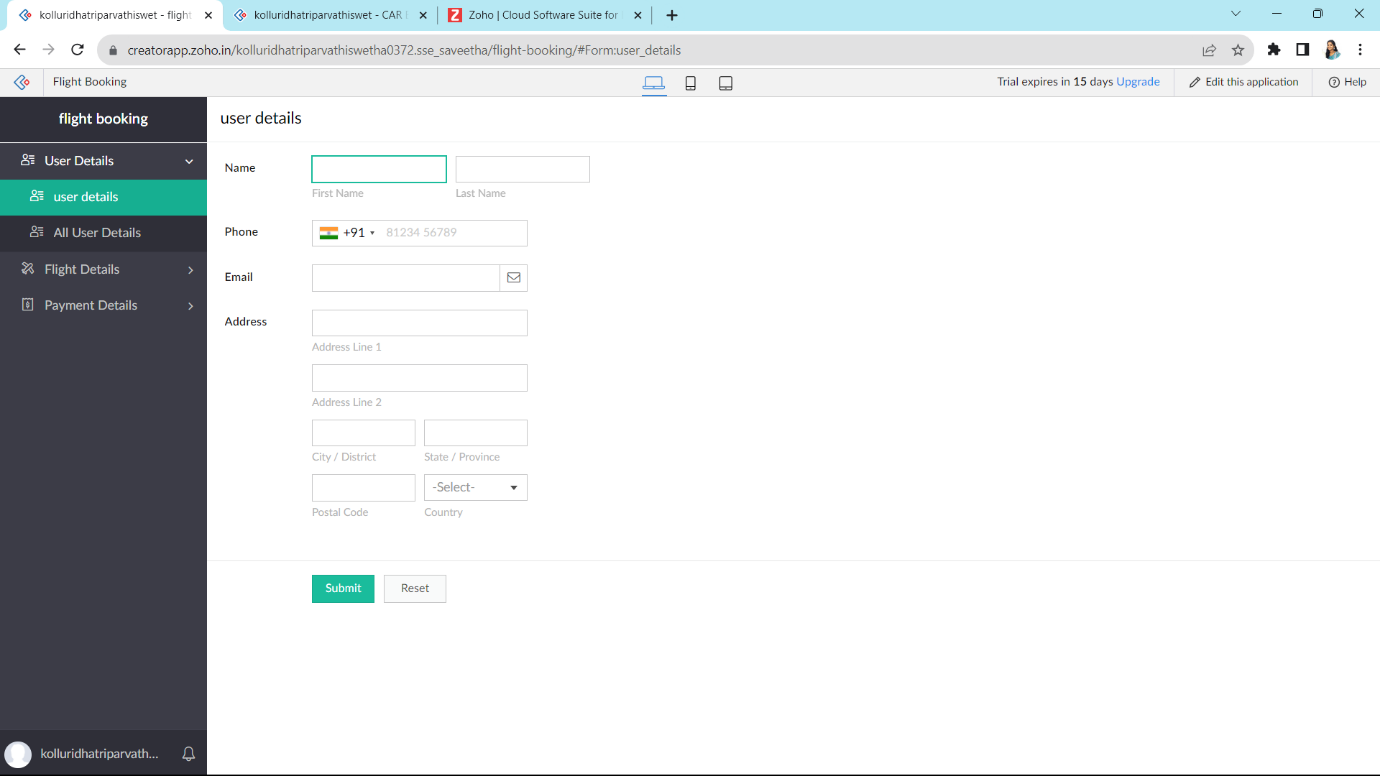 kolluridhatriparvathiswet - flight
kolluridhatriparvathiswet - CAR
Zoho | Cloud Software Suite for
creatorapp.zoho.in/kolluridhatriparvathiswetha0372.sse_saveetha/flight-booking/#Form:user_details
Flight Booking
Trial expires in 15 days Upgrade
Edit this application
Help
flight booking
user details
User Details
user details
All User Details
Flight Details
Payment Details
Name
First Name Last Name
Phone +91 81234 56789
Email
Address
Address Line 1
Address Line 2
City / District State / Province
-Select-
Postal Code Country
Submit Reset
kolluridhatriparvath...